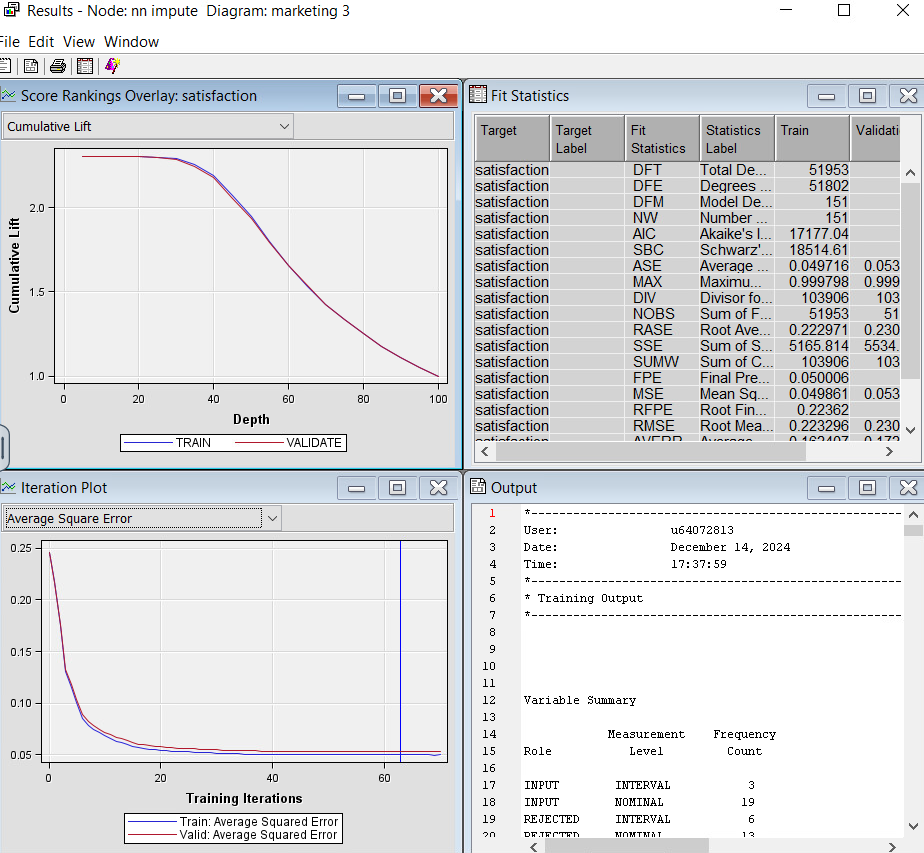 Results - Node: nn impute  Diagram: marketing 3
File Edit View Window
Score Rankings Overlay: satisfaction
Cumulative Lift
2.0
1.5
1.0
Cumulative Lift
0 20 40 60 80 100
Depth
TRAIN VALIDATE
Fit Statistics
Target Target Label Fit Statistics Statistics Label Train Validati
satisfaction DFT Total De... 51953
satisfaction DFE Degrees ... 51802
satisfaction DFM Model De... 151
satisfaction NW Number ... 151
satisfaction AIC Akaike's I... 17177.04
satisfaction SBC Schwarz'... 18514.61
satisfaction ASE Average ... 0.049716 0.053
satisfaction MAX Maximu... 0.999798 0.999
satisfaction DIV Divisor fo... 103906 103
satisfaction NOBS Sum of F... 51953 51
satisfaction RASE Root Ave... 0.222971 0.230
satisfaction SSE Sum of S... 5165.814 5534.
satisfaction SUMW Sum of C... 103906 103
satisfaction FPE Final Pre... 0.050006
satisfaction MSE Mean Sq... 0.049861 0.053
satisfaction RFPE Root Fin... 0.22362
satisfaction RMSE Root Mea... 0.223296 0.230
satisfaction AVERR Average... 0.162407 0.172
Iteration Plot
Average Square Error
0.25
0.20
0.15
0.10
0.05
0 20 40 60
Training Iterations
Train: Average Squared Error
Valid: Average Squared Error
Output
1 *------------------------------------------------------------
2 User: u64072813
3 Date: December 14, 2024
4 Time: 17:37:59
5 *------------------------------------------------------------
6 * Training Output
7 *------------------------------------------------------------
8
9
10
11
12 Variable Summary
13
14 Measurement Frequency
15 Role Level Count
16
17 INPUT INTERVAL 3
18 INPUT NOMINAL 19
19 REJECTED INTERVAL 6
20 REJECTED NOMINAL 13